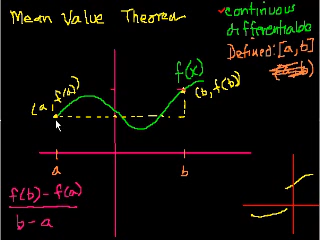 Mean Value Theorem
✓continuous
differentiable
Defined: [a, b]
f(x)
(a, f(a))
(b, f(b))
a
b
f(b) - f(a)
b - a